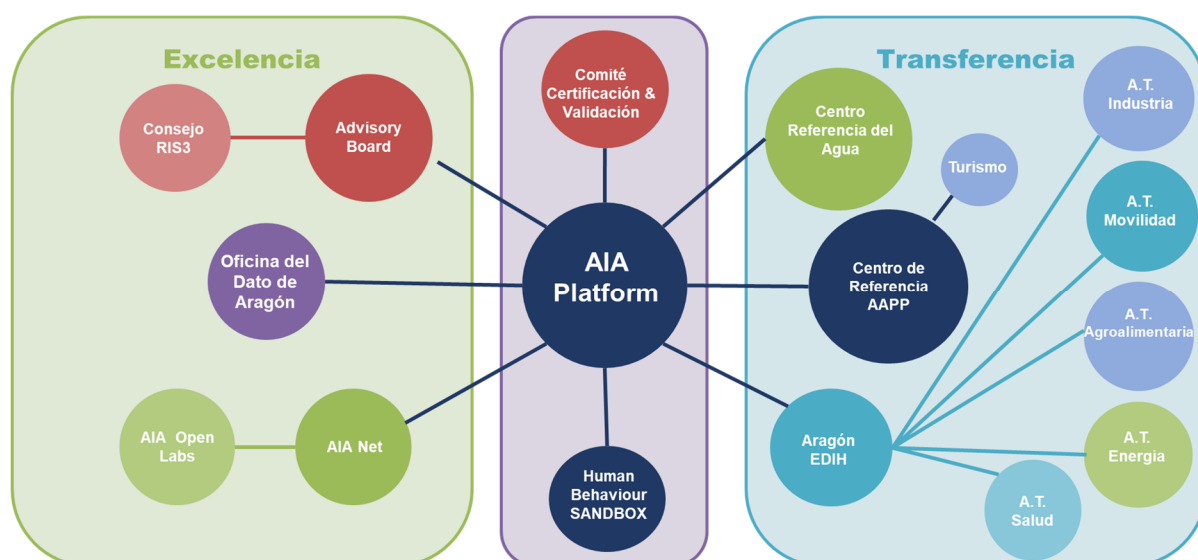 Excelencia
Consejo
RIS3
Advisory
Board
Oficina del
Dato de
Aragón
AIA Open
Labs
AIA Net
Comité
Certificación &
Validación
AIA
Platform
Human
Behaviour
SANDBOX
Transferencia
Centro
Referencia del
Agua
Turismo
Centro de
Referencia
AAPP
Aragón
EDIH
A.T.
Industria
A.T.
Movilidad
A.T.
Agroalimentaria
A.T.
Energia
A.T.
Salud